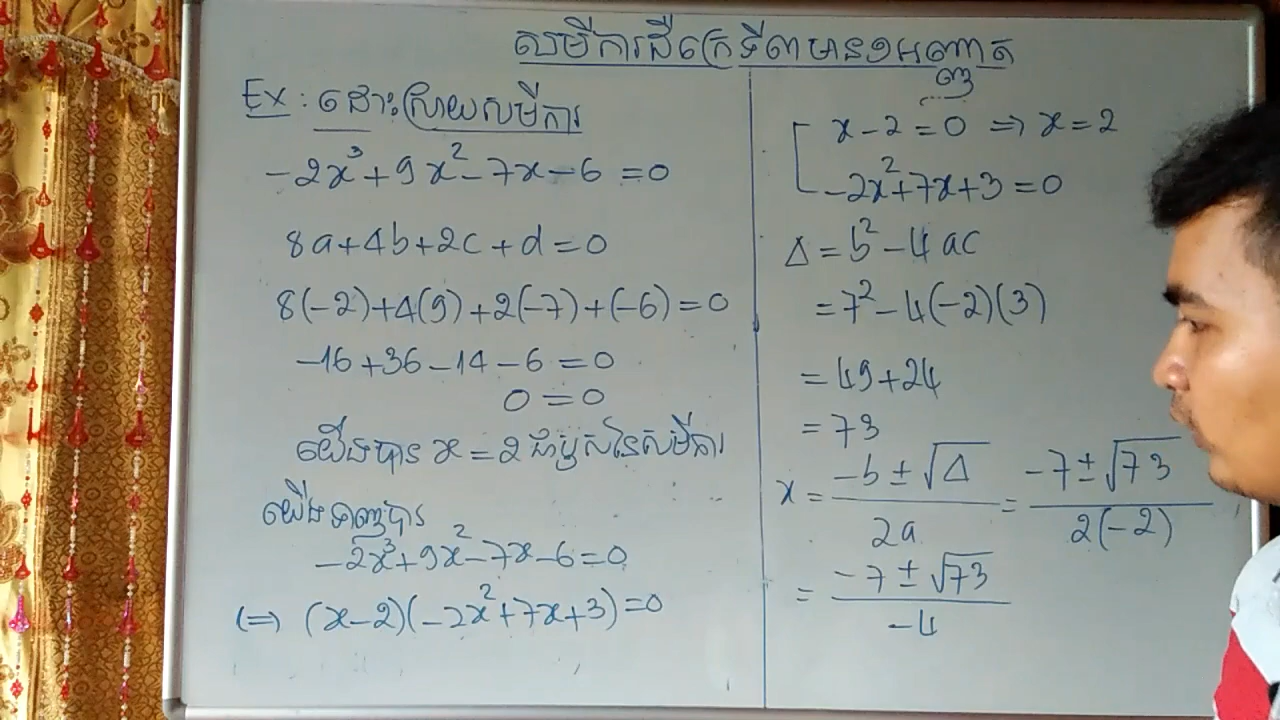 សមីការដឺក្រេទី៣មាន១អញ្ញាត
ញ្ញ
Ex : ដោះស្រាយសមីការ
-2x³+9x²-7x-6=0
8a+4b+2c+d=0
8(-2)+4(9)+2(-7)+(-6)=0
-16+36-14-6=0
0=0
យើងបាន x=2 ជាឫសនៃសមីការ
យើងទាញបាន
-2x³+9x²-7x-6=0
(=) (x-2)(-2x²+7x+3)=0
[ x-2=0 ⇒ x=2
-2x²+7x+3=0
Δ=b²-4ac
=7²-4(-2)(3)
=49+24
=73
x = (-b±√Δ)/2a = (-7±√73)/2(-2)
= (-7±√73)/-4